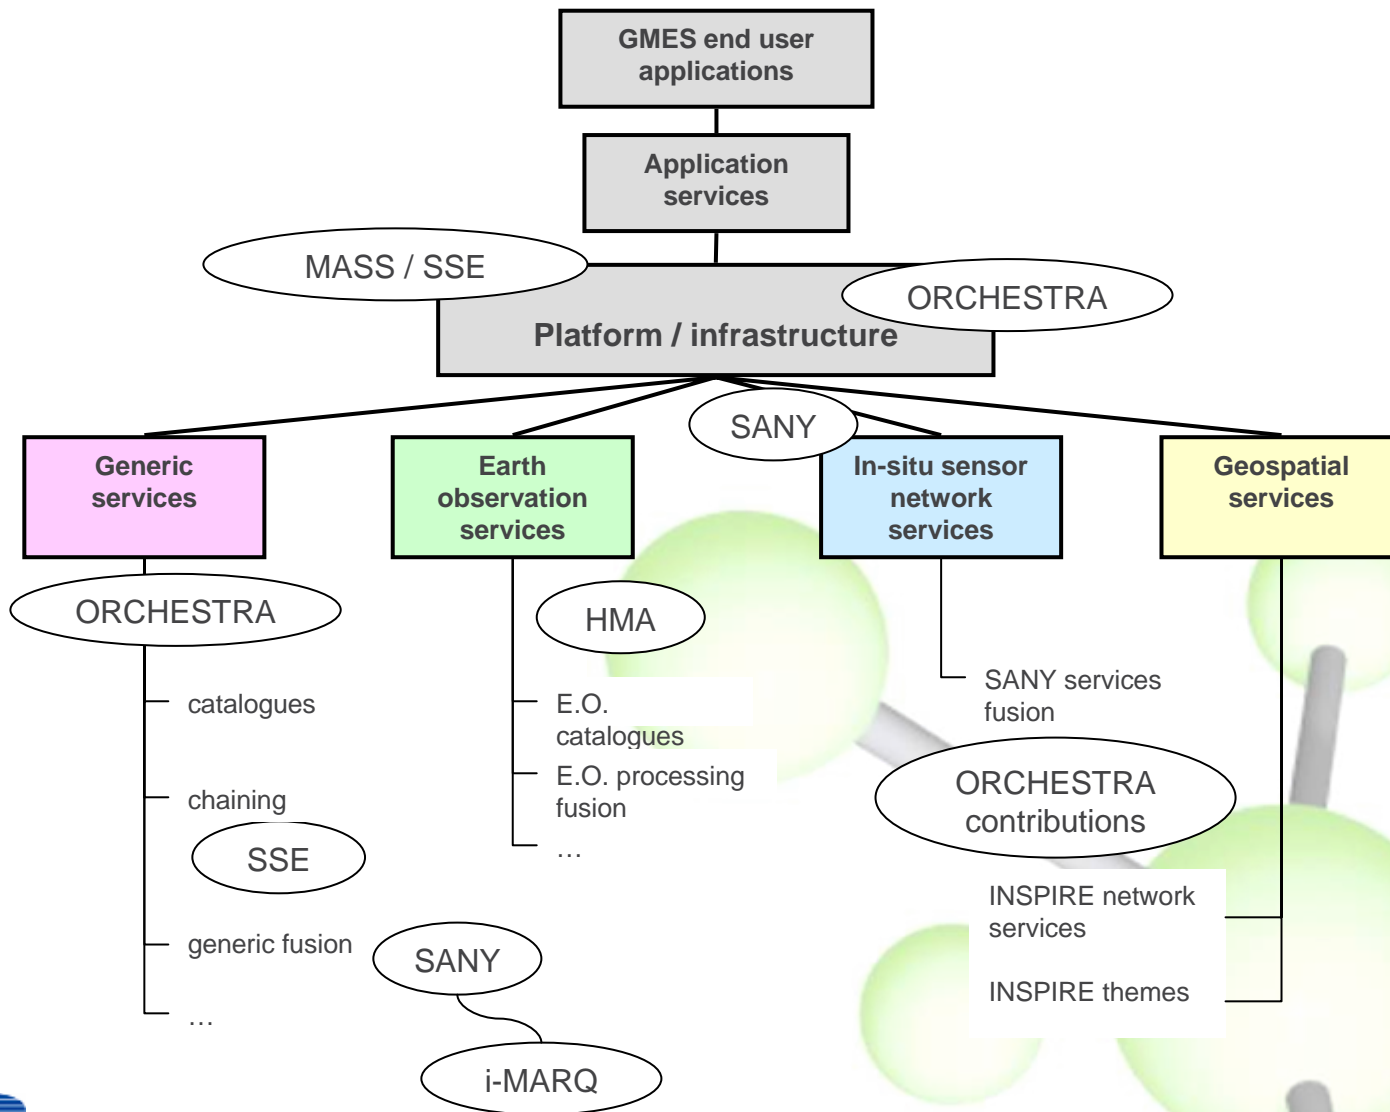 GMES end user
applications
Application
services
MASS / SSE
ORCHESTRA
Platform / infrastructure
SANY
Generic
services
Earth
observation
services
In-situ sensor
network
services
Geospatial
services
ORCHESTRA
HMA
catalogues
E.O.
catalogues
SANY services
fusion
E.O. processing
fusion
chaining
ORCHESTRA
contributions
SSE
…
INSPIRE network
services
generic fusion
SANY
INSPIRE themes
…
i-MARQ